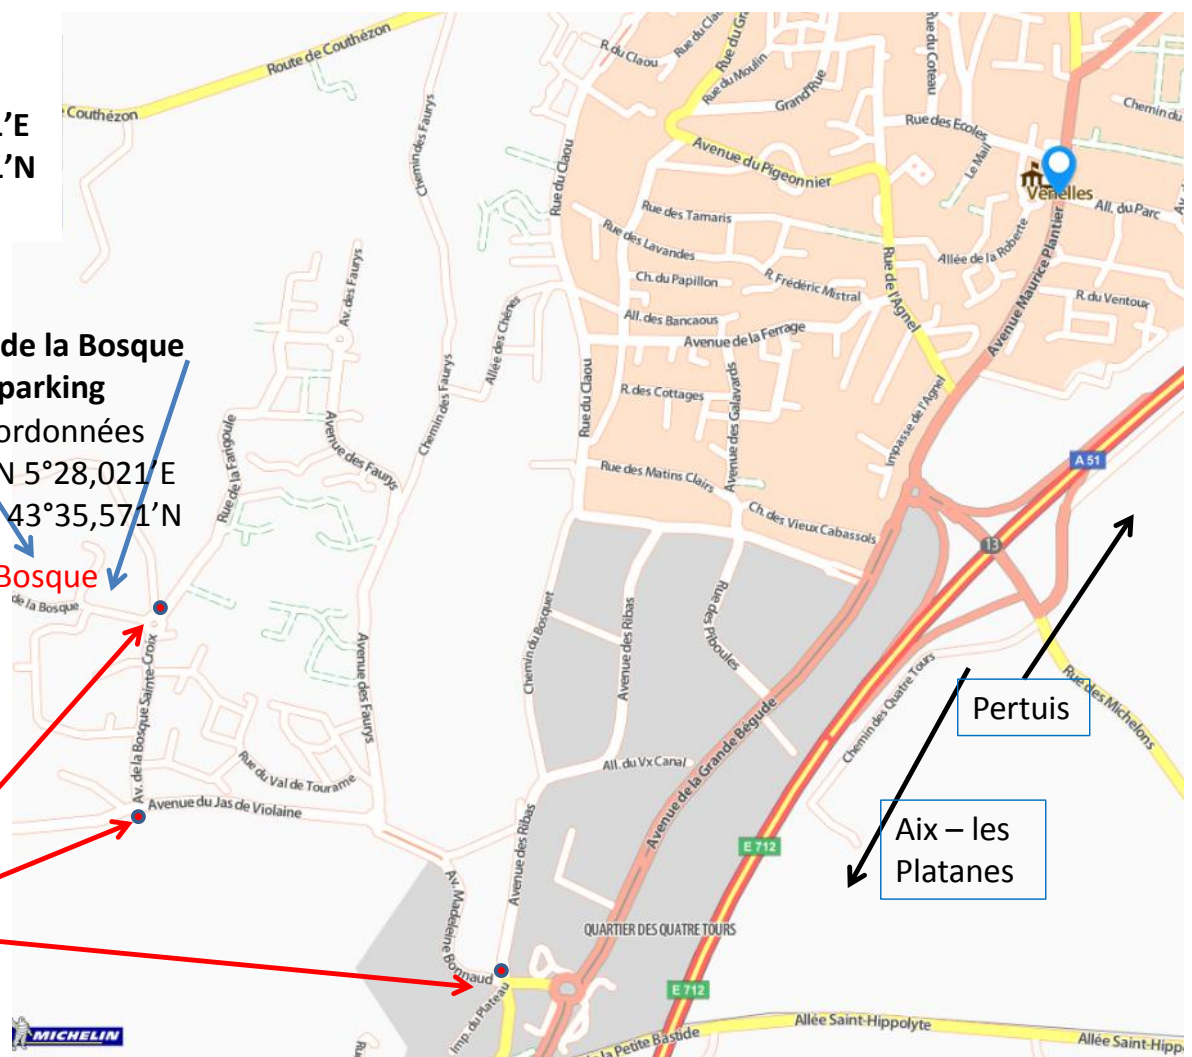 Route de Couthézon
Couthézon
'E
'N
R. du Claou
Rue du Moulin
Grand'Rue
Rue du Coteau
Rue des Ecoles
Le Mail
Chemin du
Avenue du Pigeonnier
Venelles
All. du Parc
Chemin des Faurys
Rue du Claou
Rue des Tamaris
Rue des Lavandes
Allée de la Roberte
Ch. du Papillon
R. Frédéric Mistral
Rue de l'Agnel
Avenue Maurice Plantier
R. du Ventour
All. des Bancaous
Avenue de la Ferrage
Av. des Faurys
Allée des Chênes
de la Bosque
parking
ordonnées
N 5°28,021'E
43°35,571'N
Bosque
de la Bosque
Rue de la Farigoule
Avenue des Faurys
Chemin des Faurys
Rue du Claou
R. des Cottages
Avenue des Galavards
Impasse de l'Agnel
Rue des Matins Clairs
Ch. des Vieux Cabassols
A 51
13
Chemin du Bosquet
Avenue des Ribas
Rue des Piboules
Chemin des Quatre Tours
Rue des Michelons
Pertuis
Av. de la Bosque Sainte-Croix
Avenue des Faurys
Rue du Val de Tourame
All. du Vx Canal
Avenue de la Grande Bégude
Avenue du Jas de Violaine
Avenue des Ribas
E 712
Aix – les
Platanes
Av. Madeleine Bonnaud
QUARTIER DES QUATRE TOURS
Imp. du Plateau
E 712
Allée Saint-Hippolyte
de la Petite Bastide
Allée Saint-Hipp
MICHELIN